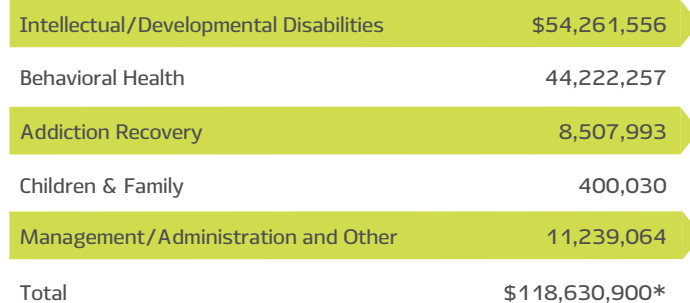 Intellectual/Developmental Disabilities $54,261,556
Behavioral Health 44,222,257
Addiction Recovery 8,507,993
Children & Family 400,030
Management/Administration and Other 11,239,064
Total $118,630,900*